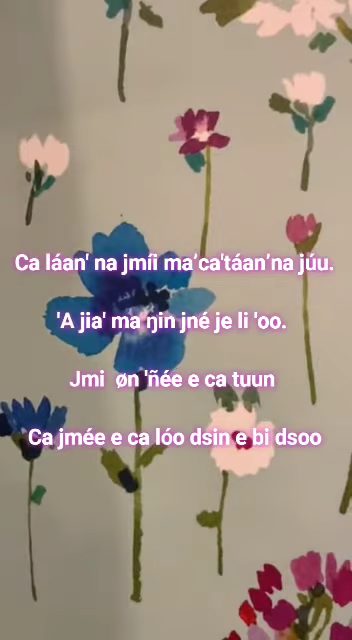 Ca láan' na jmíi ma’ca'táan’na júu.
'A jia' ma ŋin jné je li 'oo.
Jmi øn 'ñée e ca tuun
Ca jmée e ca lóo dsin e bi dsoo